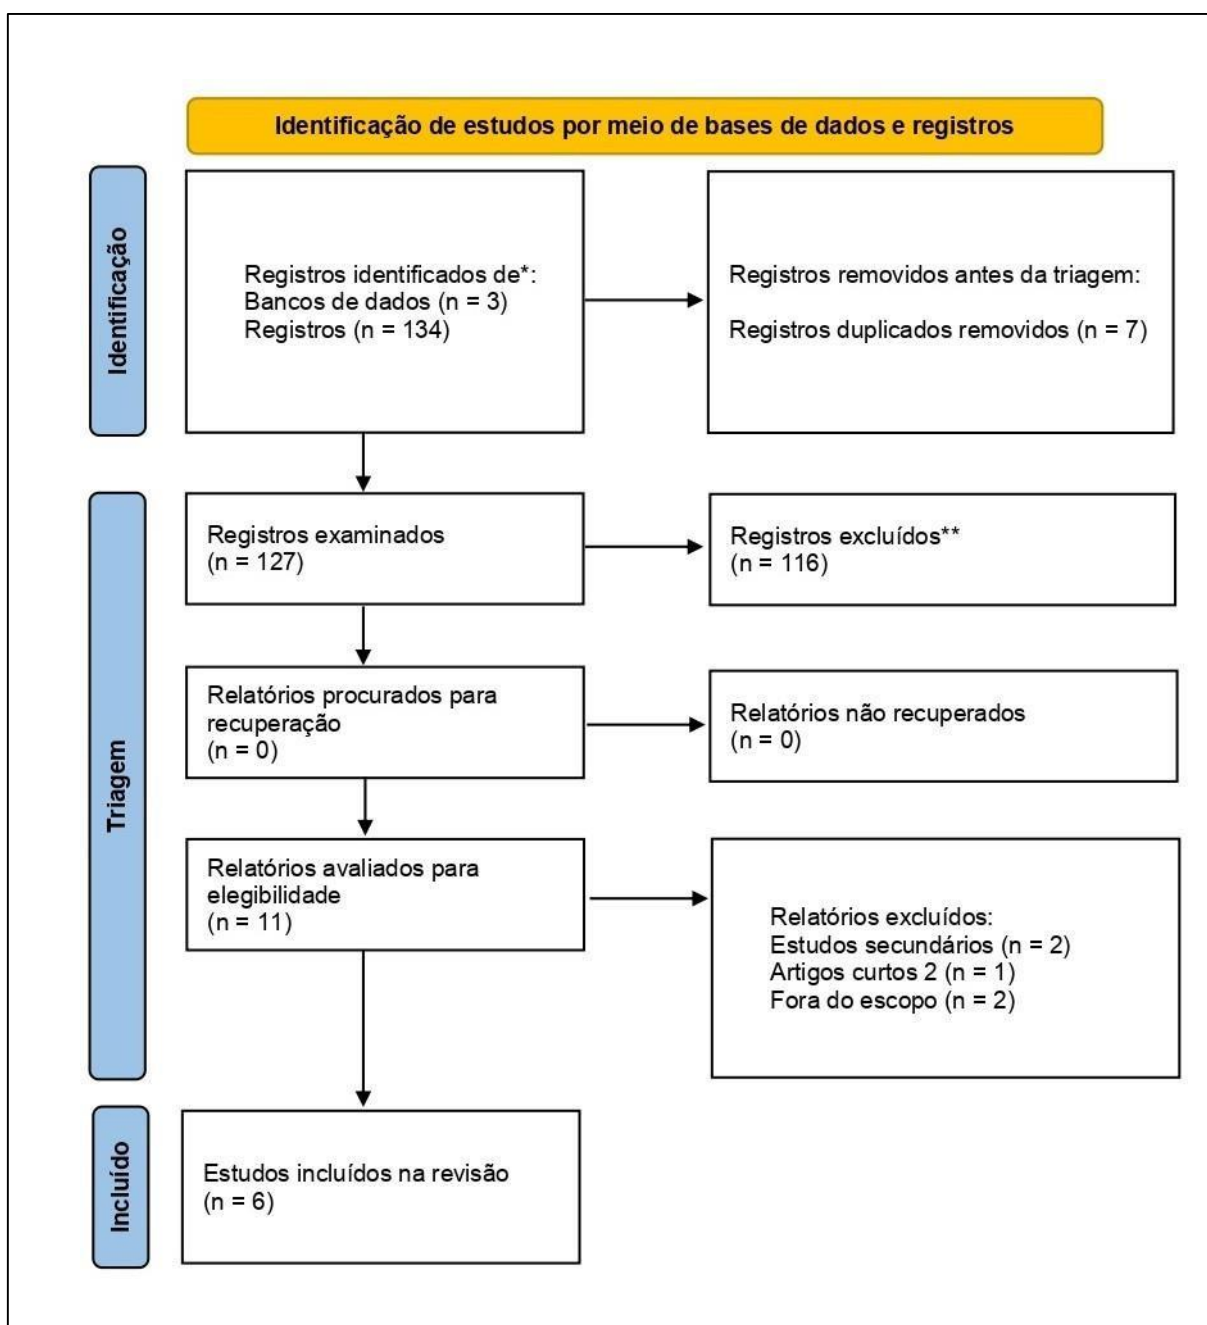 Identificação de estudos por meio de bases de dados e registros
Identificação
Registros identificados de*:
Bancos de dados (n = 3)
Registros (n = 134)
Registros removidos antes da triagem:
Registros duplicados removidos (n = 7)
Triagem
Registros examinados
(n = 127)
Registros excluídos**
(n = 116)
Relatórios procurados para
recuperação
(n = 0)
Relatórios não recuperados
(n = 0)
Relatórios avaliados para
elegibilidade
(n = 11)
Relatórios excluídos:
Estudos secundários (n = 2)
Artigos curtos 2 (n = 1)
Fora do escopo (n = 2)
Incluído
Estudos incluídos na revisão
(n = 6)